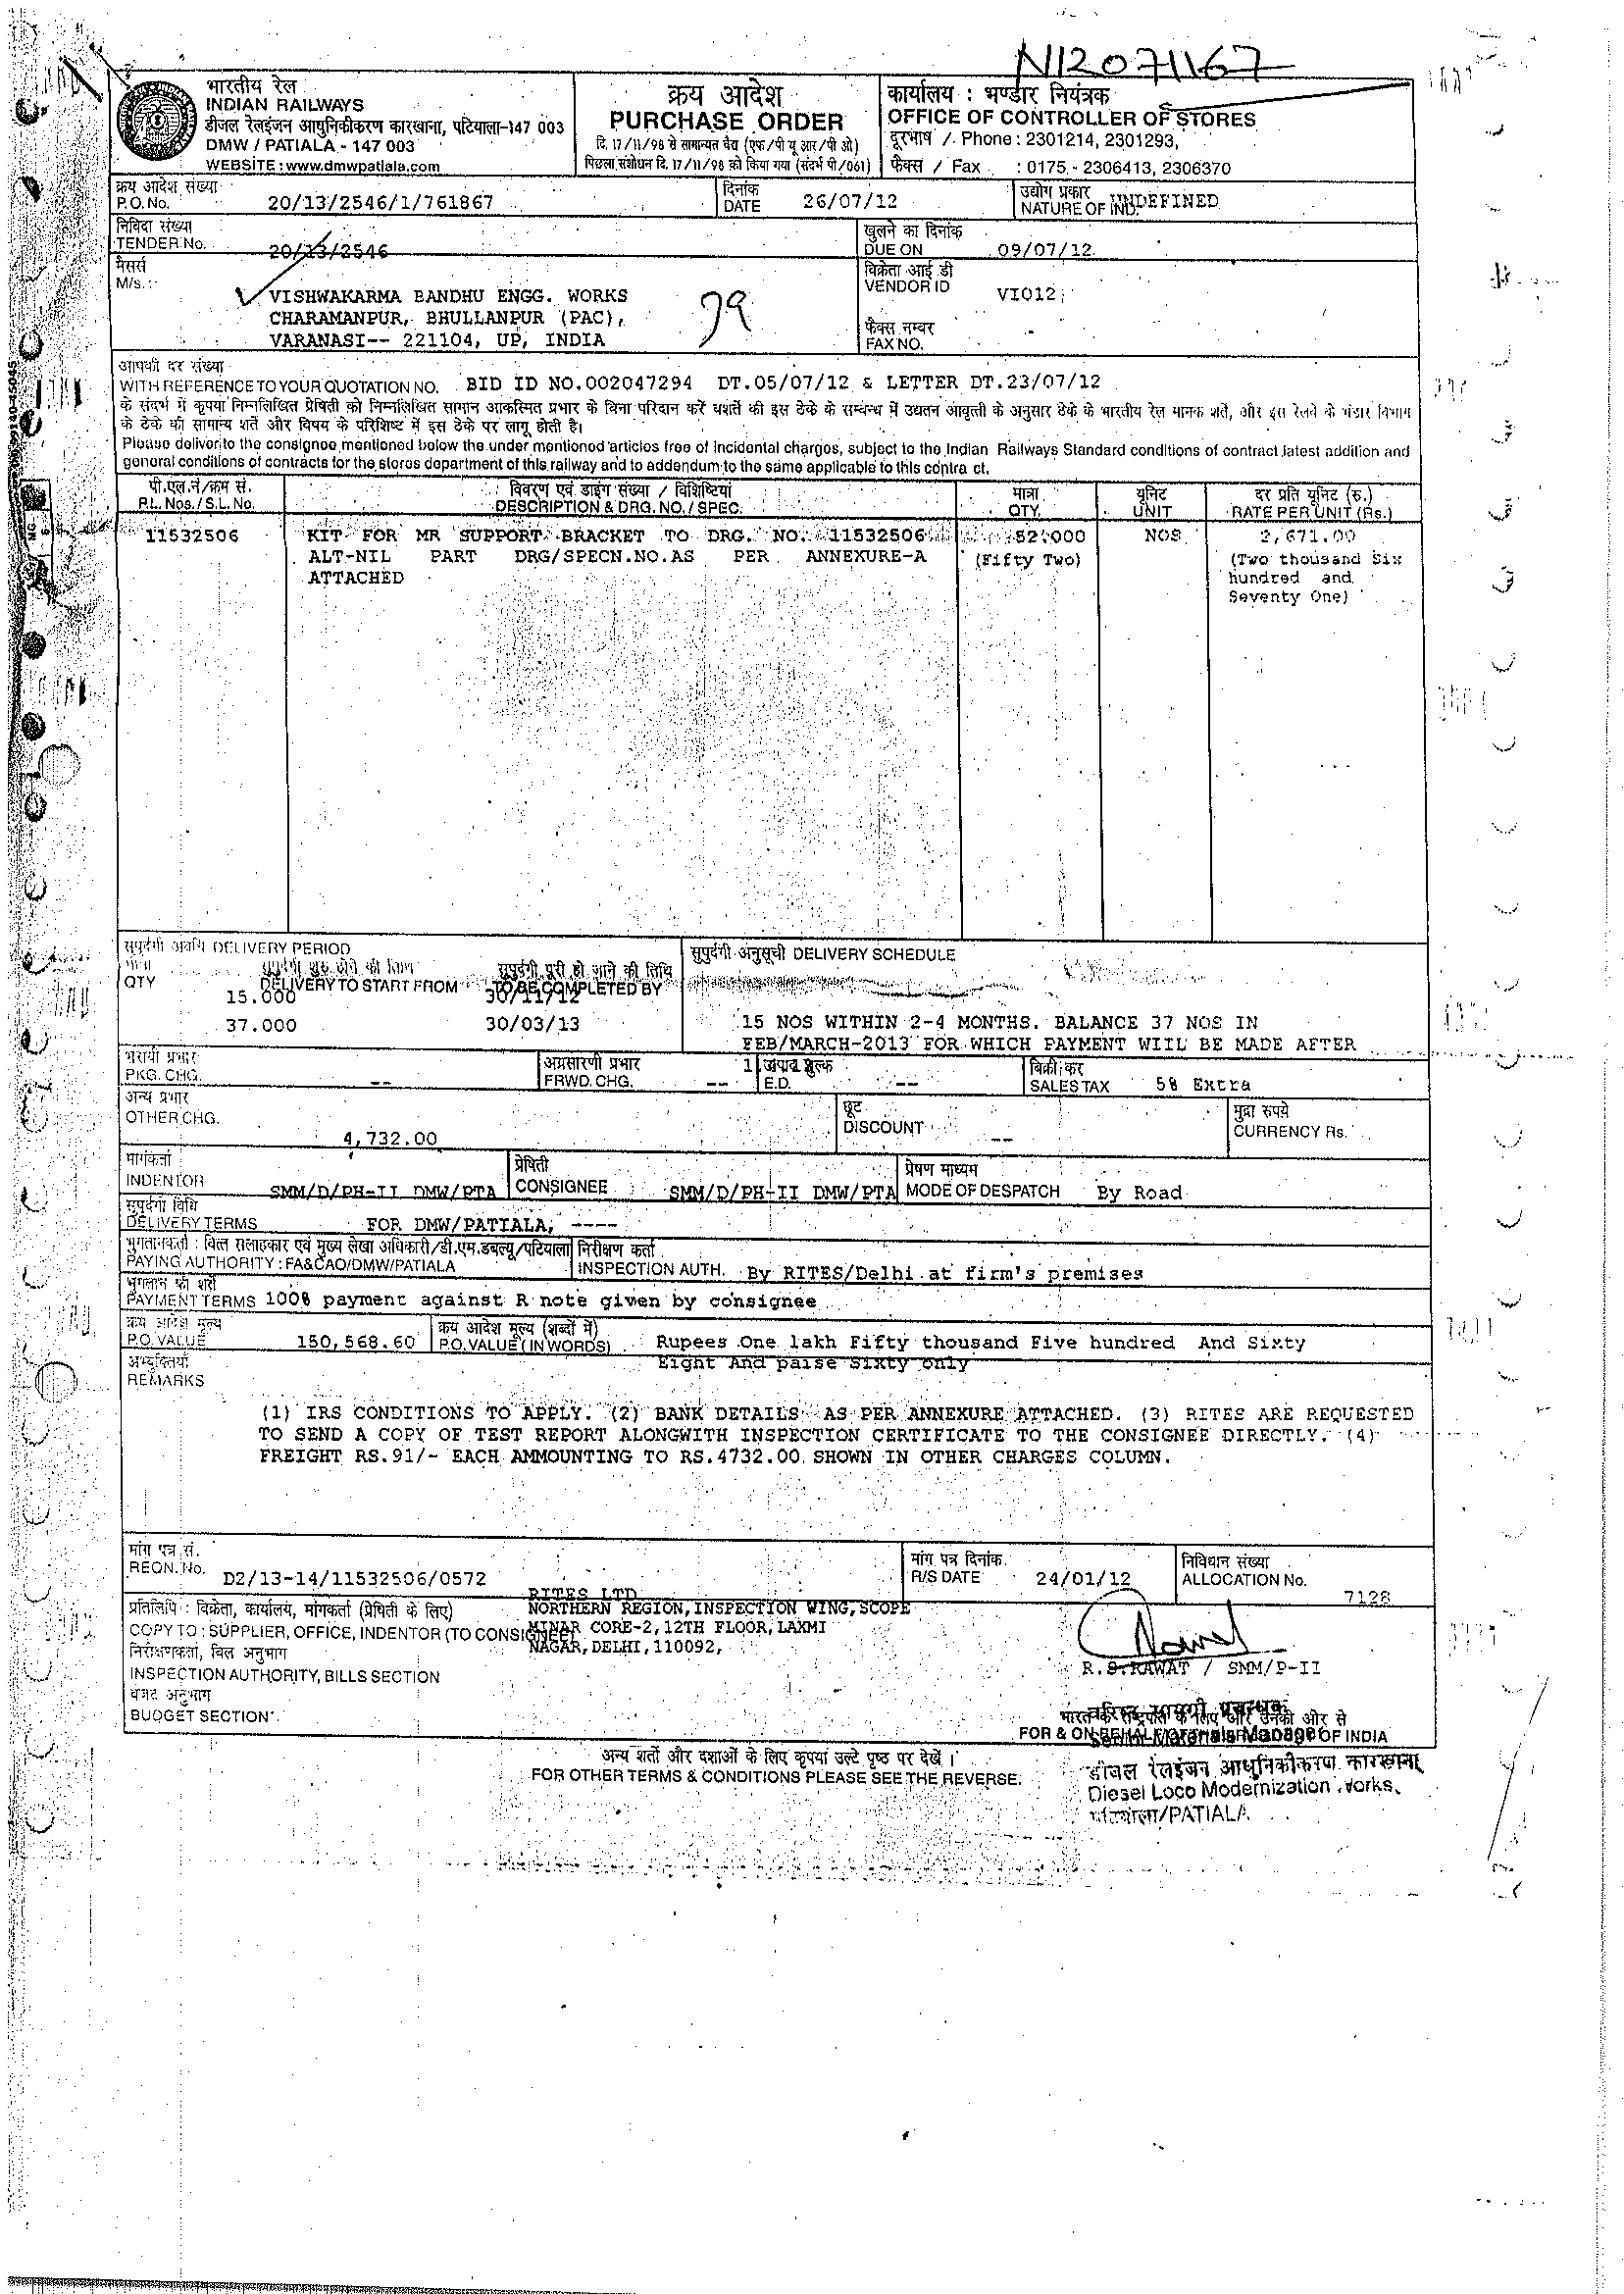 N12071167
भारतीय रेल
INDIAN RAILWAYS
डीजल रेलइंजन आधुनिकीकरण कारखाना, पटियाला-147 003
DMW / PATIALA - 147 003
WEBSITE : www.dmwpatiala.com
क्रय आदेश
PURCHASE ORDER
दि. 17/11/98 से सामान्यत वैद्य (एफ/पी यू आर/पी ओ)
पिछला संशोधन दि. 17/11/98 को किया गया (संदर्भ पी/061)
कार्यालय : भण्डार नियंत्रक
OFFICE OF CONTROLLER OF STORES
दूरभाष / Phone : 2301214, 2301293,
फैक्स / Fax : 0175 - 2306413, 2306370
क्रय आदेश संख्या
P.O. No. 20/13/2546/1/761867
दिनांक
DATE 26/07/12
उद्योग प्रकार
NATURE OF IND. UNDEFINED
निविदा संख्या
TENDER No. 20/13/2546
खुलने का दिनांक
DUE ON 09/07/12
मैसर्स
M/s. :
VISHWAKARMA BANDHU ENGG. WORKS
CHARAMANPUR, BHULLANPUR (PAC),
VARANASI-- 221104, UP, INDIA
विक्रेता आई डी
VENDOR ID VI012;
फैक्स नम्बर
FAX NO.
आपकी दर संख्या
WITH REFERENCE TO YOUR QUOTATION NO. BID ID NO.002047294 DT.05/07/12 & LETTER DT.23/07/12
के संदर्भ में कृपया निम्नलिखित प्रेषिती को निम्नलिखित सामान आकस्मित प्रभार के बिना परिदान करें बशर्ते की इस ठेके के सम्बन्ध में उद्यतन आवृती के अनुसार ठेके के भारतीय रेल मानक शर्ते, और इस रेलवे के भंडार विभाग
के ठेके की सामान्य शर्ते और विषय के परिशिष्ट में इस ठेके पर लागू होती है।
Please deliver to the consignee mentioned below the under mentioned articles free of incidental charges, subject to the Indian Railways Standard conditions of contract latest addition and
general conditions of contracts for the stores department of this railway and to addendum to the same applicable to this contra ct.
पी.एल.नं/क्रम सं.
P.L. Nos. / S.L. No.
विवरण एवं डाइंग संख्या / विशिष्टियां
DESCRIPTION & DRG. NO. / SPEC.
मात्रा
QTY.
यूनिट
UNIT
दर प्रति यूनिट (रु.)
RATE PER UNIT (Rs.)
11532506 KIT FOR MR SUPPORT BRACKET TO DRG. NO. 11532506 52.000 NOS 2,671.00
ALT-NIL PART DRG/SPECN.NO.AS PER ANNEXURE-A (Fifty Two) (Two thousand Six
ATTACHED hundred and
Seventy One)
सुपुर्दगी अवधि DELIVERY PERIOD
सुपुर्दगी अनुसूची DELIVERY SCHEDULE
सुपुर्दगी शुरु होने की तिथि
सुपुर्दगी पूरी हो जाने की तिथि
QTY DELIVERY TO START FROM TO BE COMPLETED BY
15.000 30/11/12
37.000 30/03/13
15 NOS WITHIN 2-4 MONTHS. BALANCE 37 NOS IN
FEB/MARCH-2013 FOR WHICH PAYMENT WIIL BE MADE AFTER
1
भरायी प्रभार
PKG. CHG. --
अग्रसारणी प्रभार
FRWD. CHG. --
उत्पाद शुल्क
E.D. --
बिक्री कर
SALES TAX 5% Extra
अन्य प्रभार
OTHER CHG. 4,732.00
छूट
DISCOUNT --
मुद्रा रुपये
CURRENCY Rs.
मांगकर्ता
INDENTOR SMM/D/PH-II DMW/PTA
प्रेषिती
CONSIGNEE SMM/D/PH-II DMW/PTA
प्रेषण माध्यम
MODE OF DESPATCH By Road
सुपुर्दगी विधि
DELIVERY TERMS FOR DMW/PATIALA, ----
भुगतानकर्ता : वित्त सलाहकार एवं मुख्य लेखा अधिकारी/डी.एम.डबल्यू/पटियाला
PAYING AUTHORITY : FA&CAO/DMW/PATIALA
निरीक्षण कर्ता
INSPECTION AUTH. By RITES/Delhi at firm's premises
भुगतान की शर्ते
PAYMENT TERMS 100% payment against R note given by consignee
क्रय आदेश मूल्य
P.O. VALUE 150,568.60
क्रय आदेश मूल्य (शब्दों में)
P.O. VALUE (IN WORDS) Rupees One lakh Fifty thousand Five hundred And Sixty
Eight And paise Sixty only
अभ्युक्तियां
REMARKS
(1) IRS CONDITIONS TO APPLY. (2) BANK DETAILS AS PER ANNEXURE ATTACHED. (3) RITES ARE REQUESTED
TO SEND A COPY OF TEST REPORT ALONGWITH INSPECTION CERTIFICATE TO THE CONSIGNEE DIRECTLY. (4)
FREIGHT RS.91/- EACH AMMOUNTING TO RS.4732.00 SHOWN IN OTHER CHARGES COLUMN.
मांग पत्र सं.
REQN. No. D2/13-14/11532506/0572
मांग पत्र दिनांक
R/S DATE 24/01/12
निविधान संख्या
ALLOCATION No. 7128
प्रतिलिपि : विक्रेता, कार्यालय, मांगकर्ता (प्रेषिती के लिए)
COPY TO : SUPPLIER, OFFICE, INDENTOR (TO CONSIGNEE)
निरीक्षणकर्ता, बिल अनुभाग
INSPECTION AUTHORITY, BILLS SECTION
बजट अनुभाग
BUDGET SECTION
RITES LTD
NORTHERN REGION, INSPECTION WING, SCOPE
MINAR CORE-2, 12TH FLOOR, LAXMI
NAGAR, DELHI, 110092,
R.S.RAWAT / SMM/P-II
भारत के राष्ट्रपति के लिए और उनकी और से
FOR & ON BEHALF OF OF INDIA
अन्य शर्तो और दशाओं के लिए कृपया उल्टे पृष्ठ पर देखें ।
FOR OTHER TERMS & CONDITIONS PLEASE SEE THE REVERSE.
डीजल रेलइंजन आधुनिकीकरण कारखाना
Diesel Loco Modernization Works,
पटियाला/PATIALA